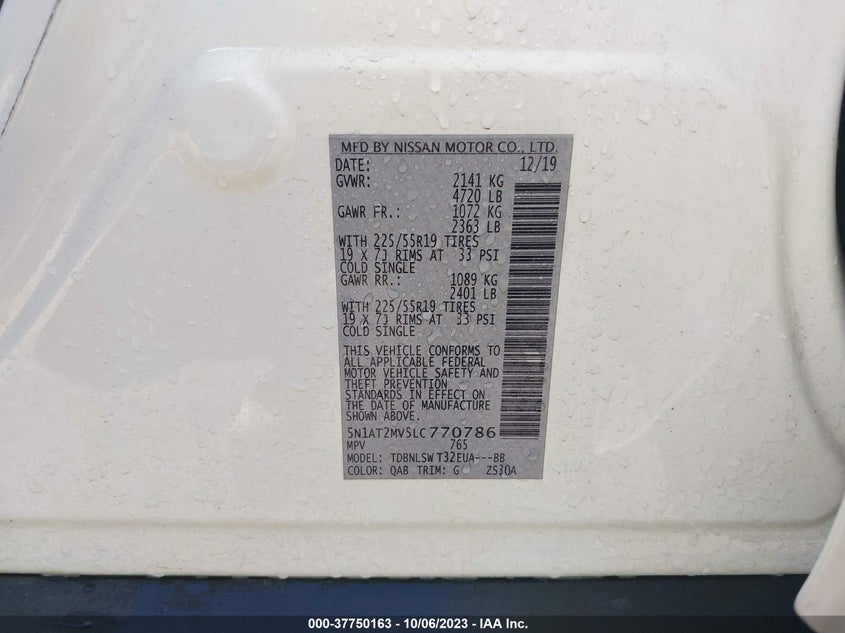 MFD BY NISSAN MOTOR CO., LTD.
DATE: 12/19
GVWR: 2141 KG
4720 LB
GAWR FR.: 1072 KG
2363 LB
WITH 225/55R19 TIRES
19 X 7J RIMS AT 33 PSI
COLD SINGLE
GAWR RR.: 1089 KG
2401 LB
WITH 225/55R19 TIRES
19 X 7J RIMS AT 33 PSI
COLD SINGLE
THIS VEHICLE CONFORMS TO
ALL APPLICABLE FEDERAL
MOTOR VEHICLE SAFETY AND
THEFT PREVENTION
STANDARDS IN EFFECT ON
THE DATE OF MANUFACTURE
SHOWN ABOVE.
5N1AT2MV5LC770786
MPV 765
MODEL: TDBNLSW T32EUA---BB
COLOR: QAB TRIM: G ZS30A
000-37750163 - 10/06/2023 - IAA Inc.